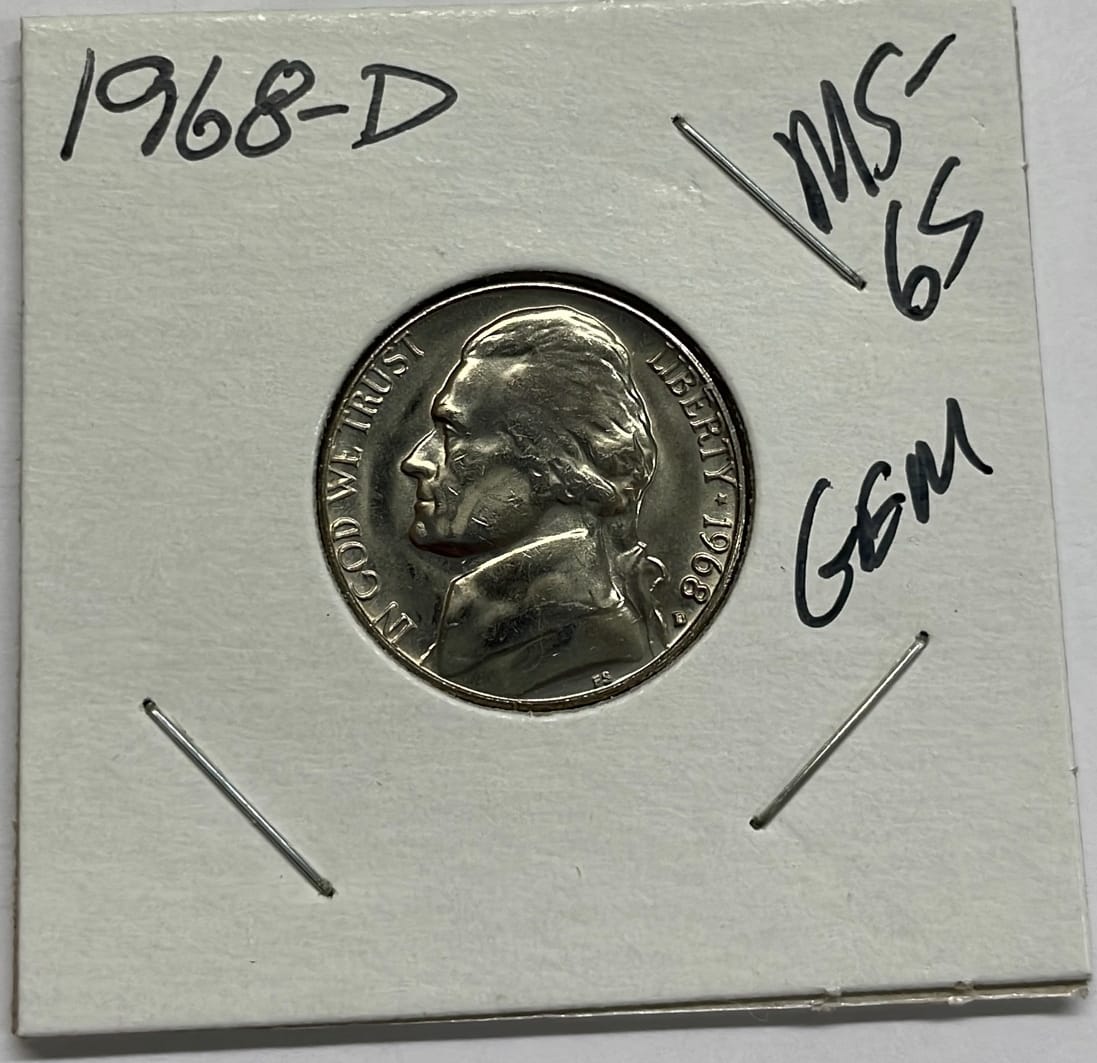 1968-D
MS-
65
GEM
IN GOD WE TRUST
LIBERTY ★ 1968
D
FS